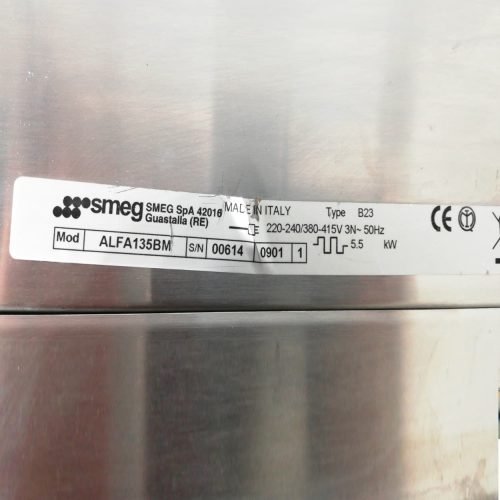 smeg SMEG SpA 42016 MADE IN ITALY Type B23 CE
Guastalla (RE) 220-240/380-415V 3N~ 50Hz
Mod ALFA135BM S/N 00614 0901 1 5.5 kW